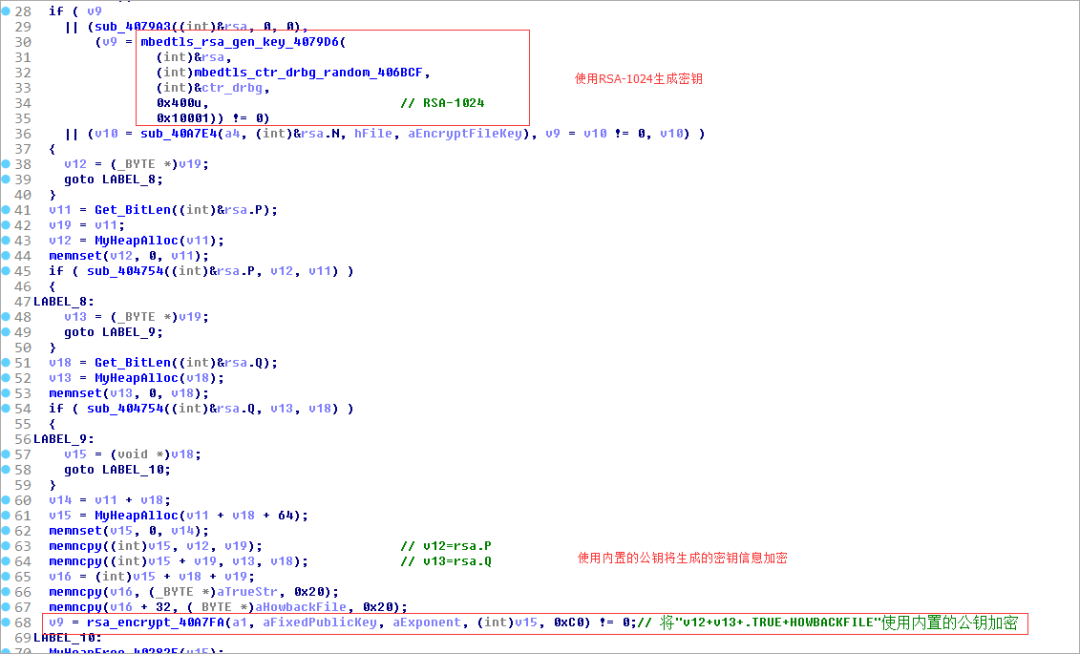 28 if ( v9
29 || (sub_4079A3((int)&rsa, 0, 0),
30 (v9 = mbedtls_rsa_gen_key_4079D6(
31 (int)&rsa,
32 (int)mbedtls_ctr_drbg_random_406BCF,
使用RSA-1024生成密钥
33 (int)&ctr_drbg,
34 0x400u, // RSA-1024
35 0x10001)) != 0)
36 || (v10 = sub_40A7E4(a4, (int)&rsa.N, hFile, aEncryptFileKey), v9 = v10 != 0, v10) )
37 {
38 v12 = (_BYTE *)v19;
39 goto LABEL_8;
40 }
41 v11 = Get_BitLen((int)&rsa.P);
42 v19 = v11;
43 v12 = MyHeapAlloc(v11);
44 memnset(v12, 0, v11);
45 if ( sub_404754((int)&rsa.P, v12, v11) )
46 {
47 LABEL_8:
48 v13 = (_BYTE *)v19;
49 goto LABEL_9;
50 }
51 v18 = Get_BitLen((int)&rsa.Q);
52 v13 = MyHeapAlloc(v18);
53 memnset(v13, 0, v18);
54 if ( sub_404754((int)&rsa.Q, v13, v18) )
55 {
56 LABEL_9:
57 v15 = (void *)v18;
58 goto LABEL_10;
59 }
60 v14 = v11 + v18;
61 v15 = MyHeapAlloc(v11 + v18 + 64);
62 memnset(v15, 0, v14);
63 memncpy((int)v15, v12, v19); // v12=rsa.P
64 memncpy((int)v15 + v19, v13, v18); // v13=rsa.Q
使用内置的公钥将生成的密钥信息加密
65 v16 = (int)v15 + v18 + v19;
66 memncpy(v16, (_BYTE *)aTrueStr, 0x20);
67 memncpy(v16 + 32, (_BYTE *)aHowbackFile, 0x20);
68 v9 = rsa_encrypt_40A7FA(a1, aFixedPublicKey, aExponent, (int)v15, 0xC0) != 0;// 将"v12+v13+.TRUE+HOWBACKFILE"使用内置的公钥加密
69 LABEL_10:
70 MyHeapFree_40282F(v15);